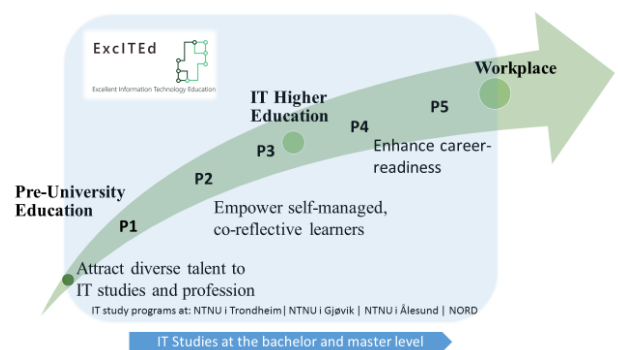 ExcITEd
Excellent Information Technology Education
Workplace
IT Higher
Education
P5
P4
P3
Enhance career-
readiness
P2
Pre-University
Education
P1
Empower self-managed,
co-reflective learners
Attract diverse talent to
IT studies and profession
IT study programs at: NTNU i Trondheim| NTNU i Gjøvik | NTNU i Ålesund | NORD
IT Studies at the bachelor and master level